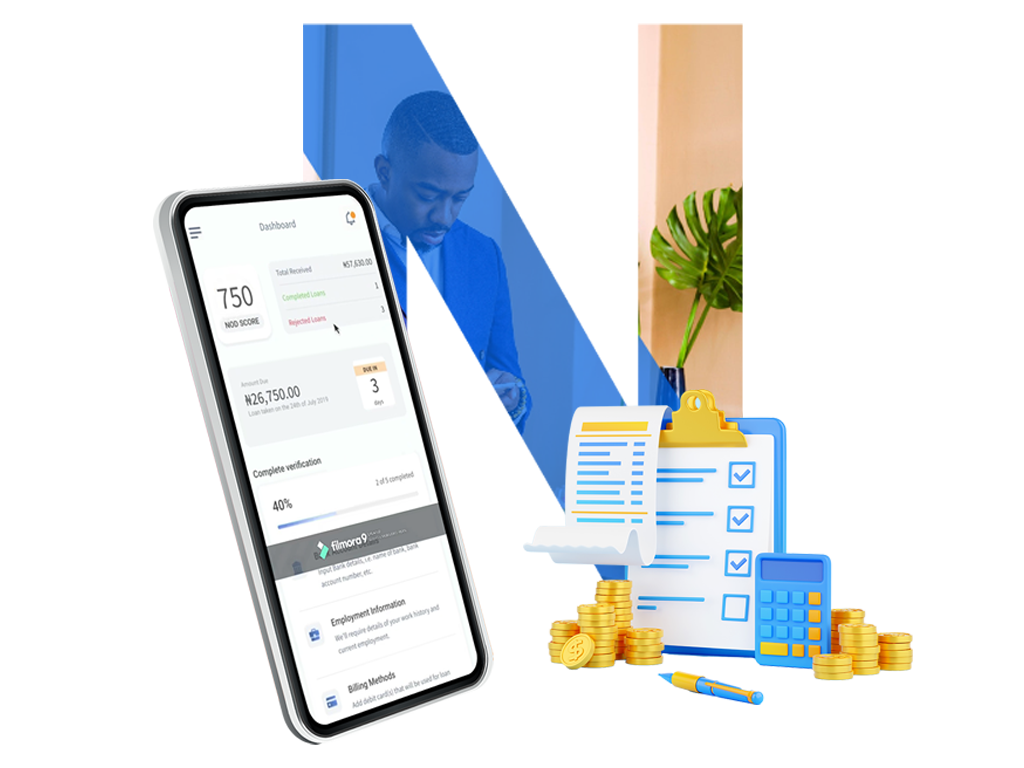 Dashboard
750
NOD SCORE
Total Received ₦57,630.00
Completed Loans 1
Rejected Loans 3
Amount Due
₦26,750.00
Loan taken on the 24th of July 2019
DUE IN
3
days
Complete verification
40%
2 of 5 completed
filmora9
Input Bank details, i.e. name of bank, bank
account number, etc.
Employment Information
We'll require details of your work history and
current employment.
Billing Methods
Add debit card(s) that will be used for loan
N